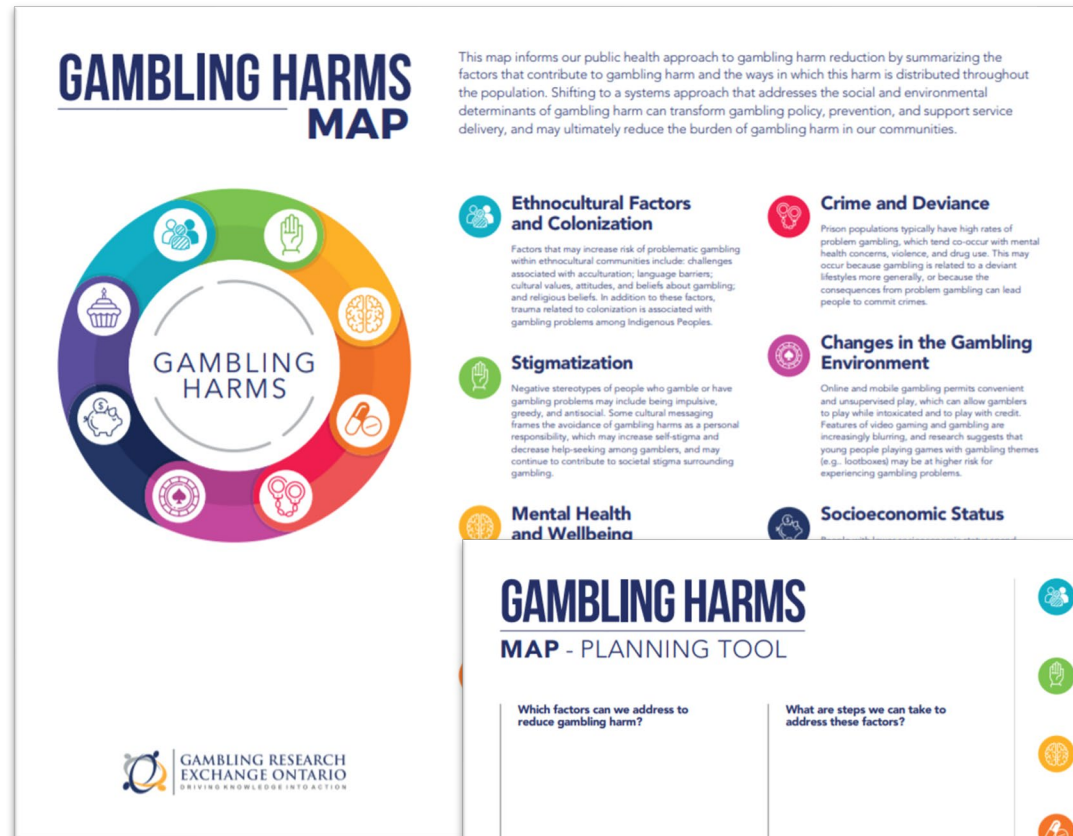 GAMBLING HARMS
MAP
This map informs our public health approach to gambling harm reduction by summarizing the
factors that contribute to gambling harm and the ways in which this harm is distributed throughout
the population. Shifting to a systems approach that addresses the social and environmental
determinants of gambling harm can transform gambling policy, prevention, and support service
delivery, and may ultimately reduce the burden of gambling harm in our communities.
GAMBLING
HARMS
Ethnocultural Factors
and Colonization
Factors that may increase risk of problematic gambling
within ethnocultural communities include: challenges
associated with acculturation; language barriers;
cultural values, attitudes, and beliefs about gambling;
and religious beliefs. In addition to these factors,
trauma related to colonization is associated with
gambling problems among Indigenous Peoples.
Stigmatization
Negative stereotypes of people who gamble or have
gambling problems may include being impulsive,
greedy, and antisocial. Some cultural messaging
frames the avoidance of gambling harms as a personal
responsibility, which may increase self-stigma and
decrease help-seeking among gamblers, and may
continue to contribute to societal stigma surrounding
gambling.
Mental Health
and Wellbeing
Crime and Deviance
Prison populations typically have high rates of
problem gambling, which tend co-occur with mental
health concerns, violence, and drug use. This may
occur because gambling is related to a deviant
lifestyles more generally, or because the
consequences from problem gambling can lead
people to commit crimes.
Changes in the Gambling
Environment
Online and mobile gambling permits convenient
and unsupervised play, which can allow gamblers
to play while intoxicated and to play with credit.
Features of video gaming and gambling are
increasingly blurring, and research suggests that
young people playing games with gambling themes
(e.g.. lootboxes) may be at higher risk for
experiencing gambling problems.
Socioeconomic Status
GAMBLING RESEARCH
EXCHANGE ONTARIO
DRIVING KNOWLEDGE INTO ACTION
GAMBLING HARMS
MAP - PLANNING TOOL
Which factors can we address to
reduce gambling harm?
What are steps we can take to
address these factors?